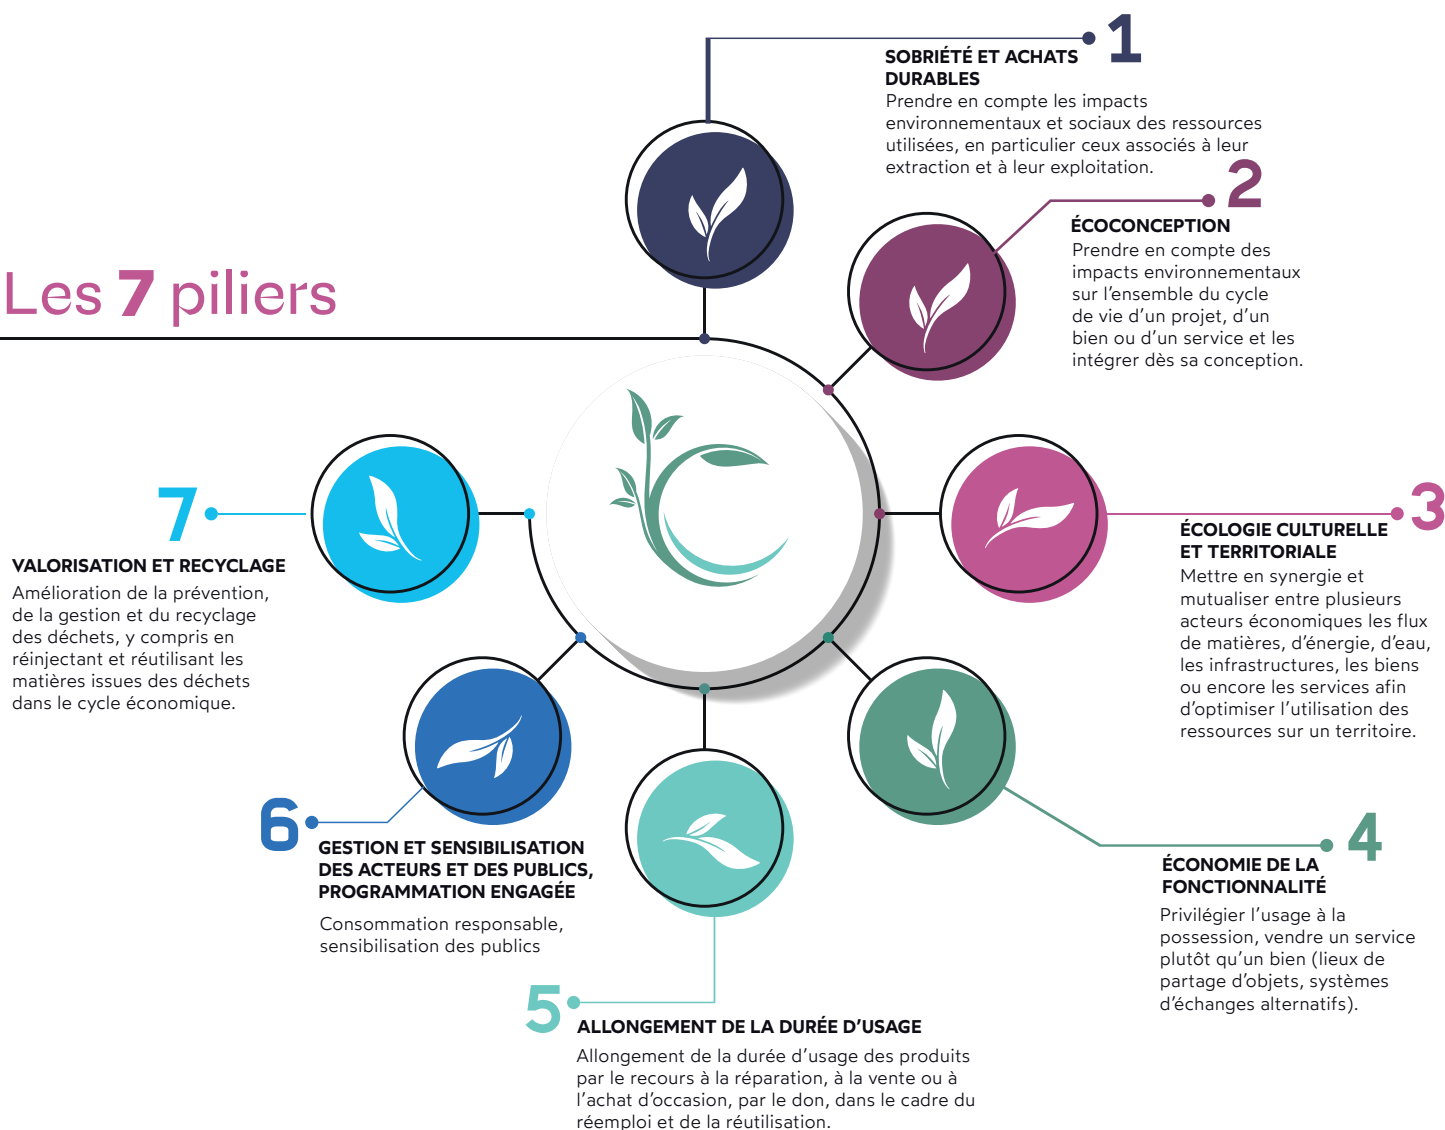 Les 7 piliers
1
SOBRIÉTÉ ET ACHATS
DURABLES
Prendre en compte les impacts
environnementaux et sociaux des ressources
utilisées, en particulier ceux associés à leur
extraction et à leur exploitation.
2
ÉCOCONCEPTION
Prendre en compte des
impacts environnementaux
sur l’ensemble du cycle
de vie d’un projet, d’un
bien ou d’un service et les
intégrer dès sa conception.
3
ÉCOLOGIE CULTURELLE
ET TERRITORIALE
Mettre en synergie et
mutualiser entre plusieurs
acteurs économiques les flux
de matières, d’énergie, d’eau,
les infrastructures, les biens
ou encore les services afin
d’optimiser l’utilisation des
ressources sur un territoire.
4
ÉCONOMIE DE LA
FONCTIONNALITÉ
Privilégier l’usage à la
possession, vendre un service
plutôt qu’un bien (lieux de
partage d’objets, systèmes
d’échanges alternatifs).
5
ALLONGEMENT DE LA DURÉE D’USAGE
Allongement de la durée d’usage des produits
par le recours à la réparation, à la vente ou à
l’achat d’occasion, par le don, dans le cadre du
réemploi et de la réutilisation.
6
GESTION ET SENSIBILISATION
DES ACTEURS ET DES PUBLICS,
PROGRAMMATION ENGAGÉE
Consommation responsable,
sensibilisation des publics
7
VALORISATION ET RECYCLAGE
Amélioration de la prévention,
de la gestion et du recyclage
des déchets, y compris en
réinjectant et réutilisant les
matières issues des déchets
dans le cycle économique.